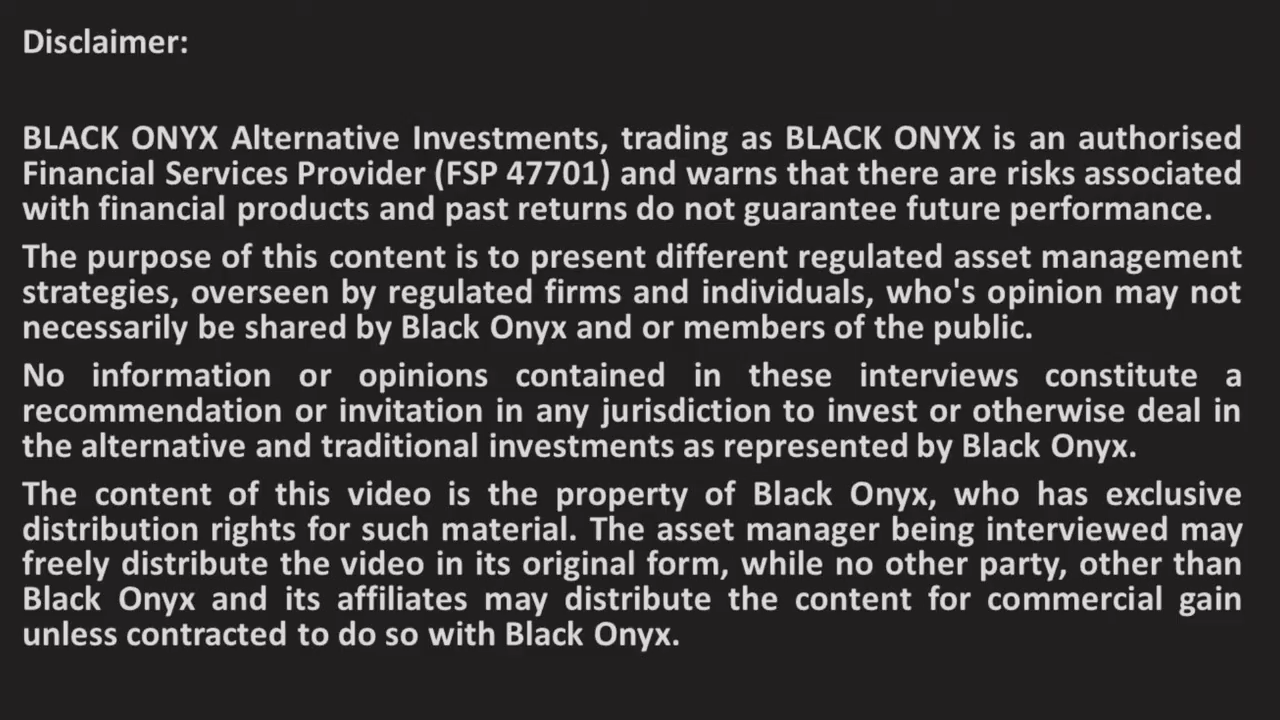 Disclaimer:
BLACK ONYX Alternative Investments, trading as BLACK ONYX is an authorised
Financial Services Provider (FSP 47701) and warns that there are risks associated
with financial products and past returns do not guarantee future performance.
The purpose of this content is to present different regulated asset management
strategies, overseen by regulated firms and individuals, who's opinion may not
necessarily be shared by Black Onyx and or members of the public.
No information or opinions contained in these interviews constitute a
recommendation or invitation in any jurisdiction to invest or otherwise deal in
the alternative and traditional investments as represented by Black Onyx.
The content of this video is the property of Black Onyx, who has exclusive
distribution rights for such material. The asset manager being interviewed may
freely distribute the video in its original form, while no other party, other than
Black Onyx and its affiliates may distribute the content for commercial gain
unless contracted to do so with Black Onyx.